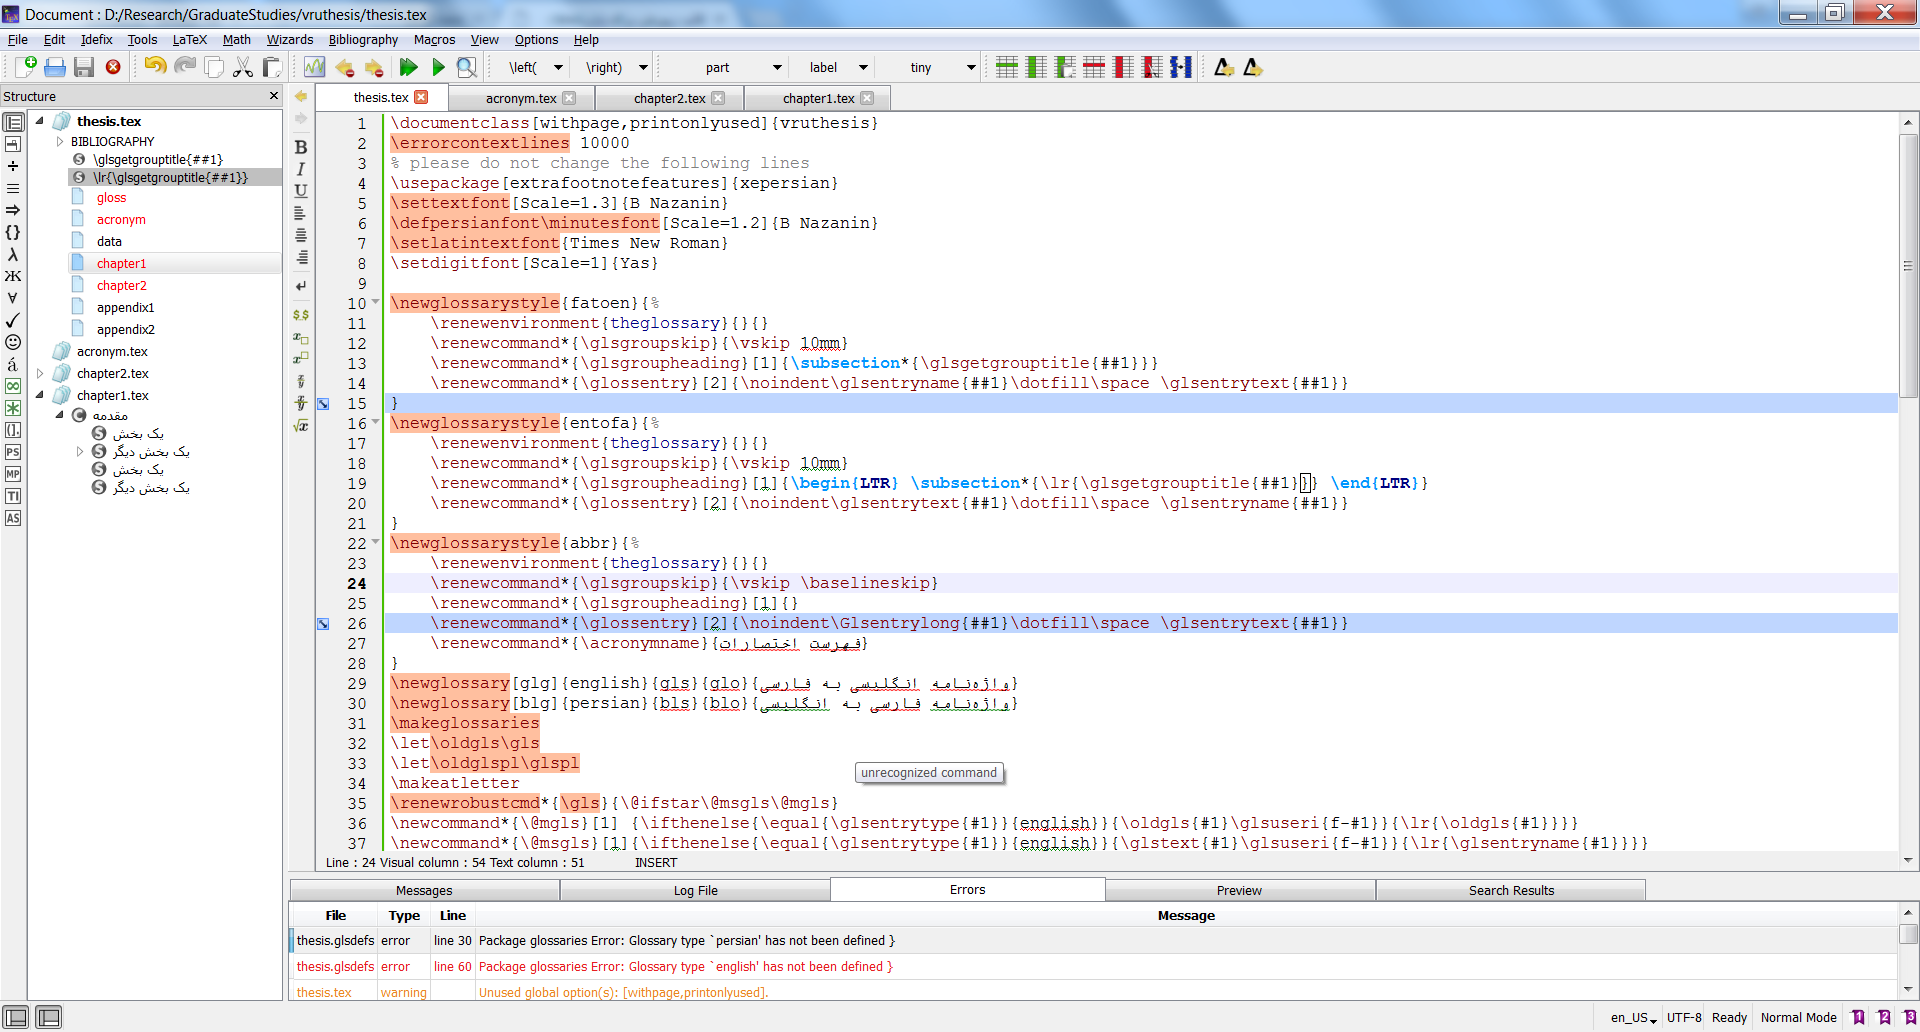 Document : D:/Research/GraduateStudies/vruthesis/thesis.tex
File Edit Idefix Tools LaTeX Math Wizards Bibliography Macros View Options Help
\left( \right) part label tiny
Structure
thesis.tex
BIBLIOGRAPHY
\glsgetgrouptitle{##1}
\lr{\glsgetgrouptitle{##1}}
gloss
acronym
data
chapter1
chapter2
appendix1
appendix2
acronym.tex
chapter2.tex
chapter1.tex
مقدمه
یک بخش
یک بخش دیگر
یک بخش
یک بخش دیگر
thesis.tex acronym.tex chapter2.tex chapter1.tex
1 \documentclass[withpage,printonlyused]{vruthesis}
2 \errorcontextlines 10000
3 % please do not change the following lines
4 \usepackage[extrafootnotefeatures]{xepersian}
5 \settextfont[Scale=1.3]{B Nazanin}
6 \defpersianfont\minutesfont[Scale=1.2]{B Nazanin}
7 \setlatintextfont{Times New Roman}
8 \setdigitfont[Scale=1]{Yas}
9
10 \newglossarystyle{fatoen}{%
11 \renewenvironment{theglossary}{}{}
12 \renewcommand*{\glsgroupskip}{\vskip 10mm}
13 \renewcommand*{\glsgroupheading}[1]{\subsection*{\glsgetgrouptitle{##1}}}
14 \renewcommand*{\glossentry}[2]{\noindent\glsentryname{##1}\dotfill\space \glsentrytext{##1}}
15 }
16 \newglossarystyle{entofa}{%
17 \renewenvironment{theglossary}{}{}
18 \renewcommand*{\glsgroupskip}{\vskip 10mm}
19 \renewcommand*{\glsgroupheading}[1]{\begin{LTR} \subsection*{\lr{\glsgetgrouptitle{##1}}} \end{LTR}}
20 \renewcommand*{\glossentry}[2]{\noindent\glsentrytext{##1}\dotfill\space \glsentryname{##1}}
21 }
22 \newglossarystyle{abbr}{%
23 \renewenvironment{theglossary}{}{}
24 \renewcommand*{\glsgroupskip}{\vskip \baselineskip}
25 \renewcommand*{\glsgroupheading}[1]{}
26 \renewcommand*{\glossentry}[2]{\noindent\Glsentrylong{##1}\dotfill\space \glsentrytext{##1}}
27 \renewcommand*{\acronymname}{فهرست اختصارات}
28 }
29 \newglossary[glg]{english}{gls}{glo}{واژه‌نامه انگلیسی به فارسی}
30 \newglossary[blg]{persian}{bls}{blo}{واژه‌نامه فارسی به انگلیسی}
31 \makeglossaries
32 \let\oldgls\gls
33 \let\oldglspl\glspl
34 \makeatletter
35 \renewrobustcmd*{\gls}{\@ifstar\@msgls\@mgls}
36 \newcommand*{\@mgls}[1] {\ifthenelse{\equal{\glsentrytype{#1}}{english}}{\oldgls{#1}\glsuseri{f-#1}}{\lr{\oldgls{#1}}}}
37 \newcommand*{\@msgls}[1]{\ifthenelse{\equal{\glsentrytype{#1}}{english}}{\glstext{#1}\glsuseri{f-#1}}{\lr{\glsentryname{#1}}}}
unrecognized command
Line : 24 Visual column : 54 Text column : 51 INSERT
Messages Log File Errors Preview Search Results
File Type Line Message
thesis.glsdefs error line 30 Package glossaries Error: Glossary type `persian' has not been defined }
thesis.glsdefs error line 60 Package glossaries Error: Glossary type `english' has not been defined }
thesis.tex warning Unused global option(s): [withpage,printonlyused].
en_US UTF-8 Ready Normal Mode 1 2 3